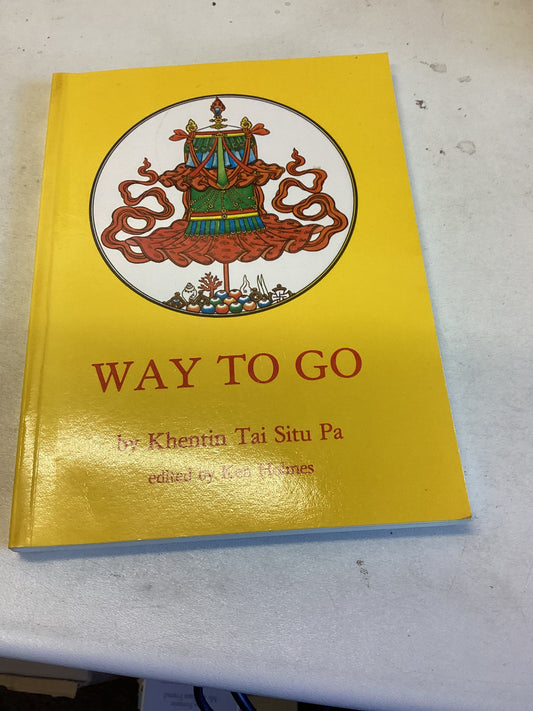 WAY TO GO
by Khentin Tai Situ Pa
edited by Ken Holmes